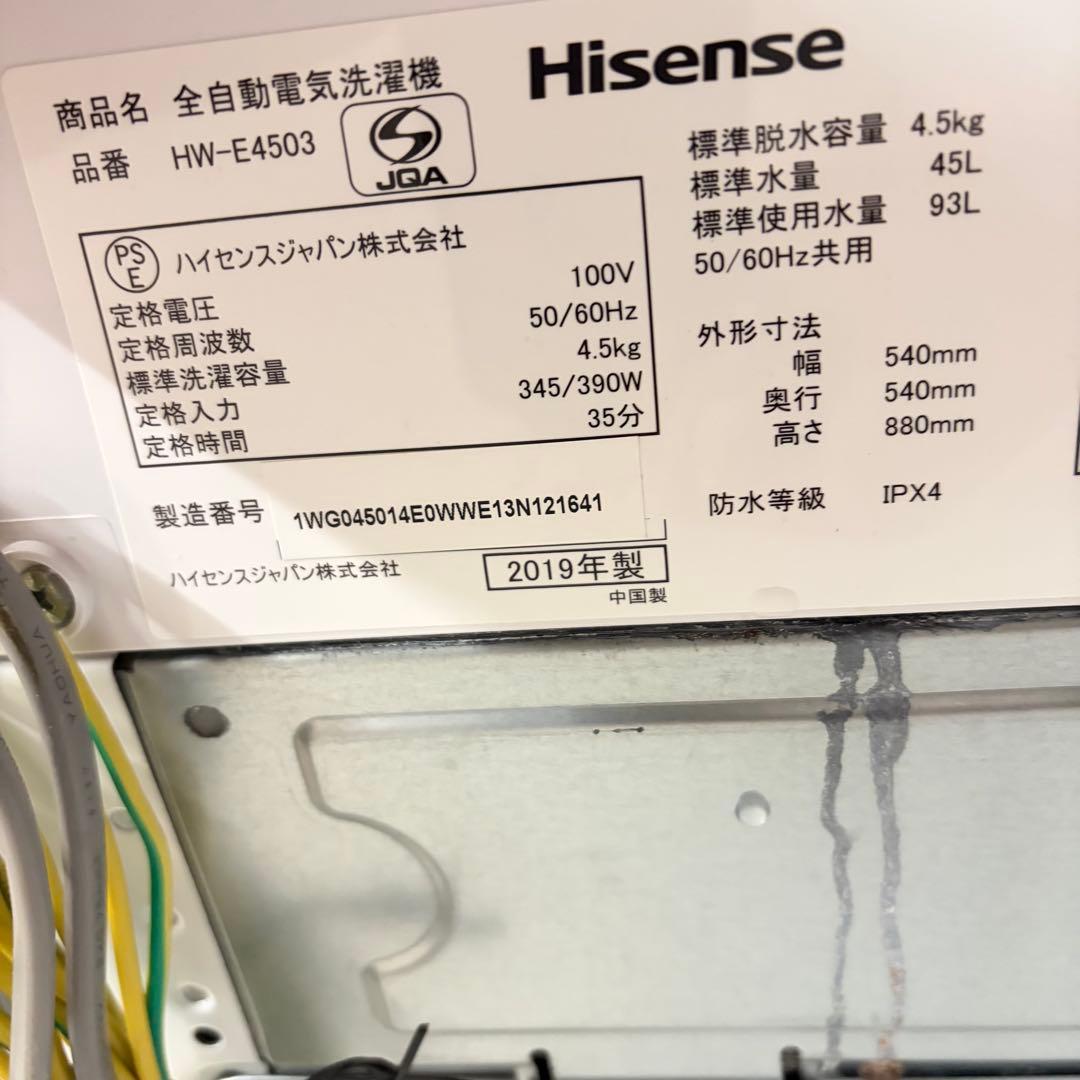 Hisense
商品名 全自動電気洗濯機
品番 HW-E4503
JQA
PS
E
ハイセンスジャパン株式会社
定格電圧 100V
定格周波数 50/60Hz
標準洗濯容量 4.5kg
定格入力 345/390W
定格時間 35分
製造番号 1WG045014E0WWE13N121641
ハイセンスジャパン株式会社
2019年製
中国製
標準脱水容量 4.5kg
標準水量 45L
標準使用水量 93L
50/60Hz共用
外形寸法
幅 540mm
奥行 540mm
高さ 880mm
防水等級 IPX4
YAOHUA